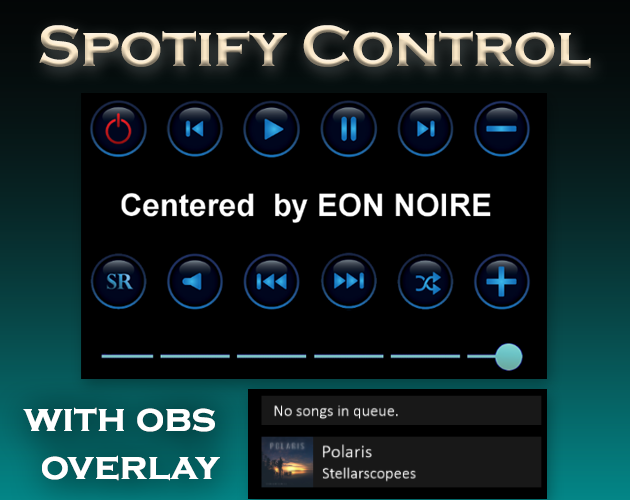 Spotify Control
Centered by EON NOIRE
SR
WITH OBS
OVERLAY
No songs in queue.
POLARIS
Polaris
Stellarscopees